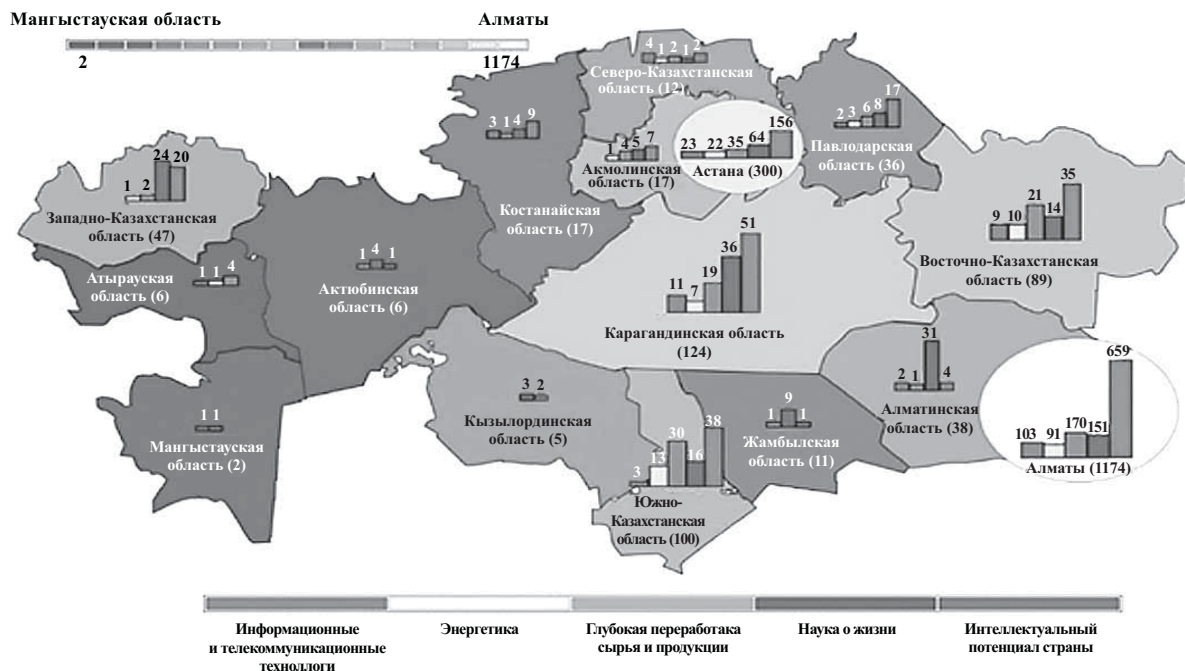 Мангыстауская область
Алматы
2
1174
4 1 2 1 2
Северо-Казахстанская
область (12)
3 1 4 9
Костанайская
область
(17)
1 4 5 7
Акмолинская
область (17)
23 22 35 64 156
Астана (300)
2 3 6 8 17
Павлодарская
область (36)
1 2 24 20
Западно-Казахстанская
область (47)
1 1 4
Атырауская
область (6)
1 4 1
Актюбинская
область (6)
11 7 19 36 51
Карагандинская область
(124)
9 10 21 14 35
Восточно-Казахстанская
область
(89)
1 1
Мангыстауская
область (2)
3 2
Кызылординская
область (5)
3 13 30 16 38
Южно-
Казахстанская
область (100)
1 9 1
Жамбылская
область (11)
2 1 31 4
Алматинская
область (38)
103 91 170 151 659
Алматы (1174)
Информационные
и телекоммуникационные
техноллоги
Энергетика
Глубокая переработака
сырья и продукции
Наука о жизни
Интеллектуальный
потенциал страны